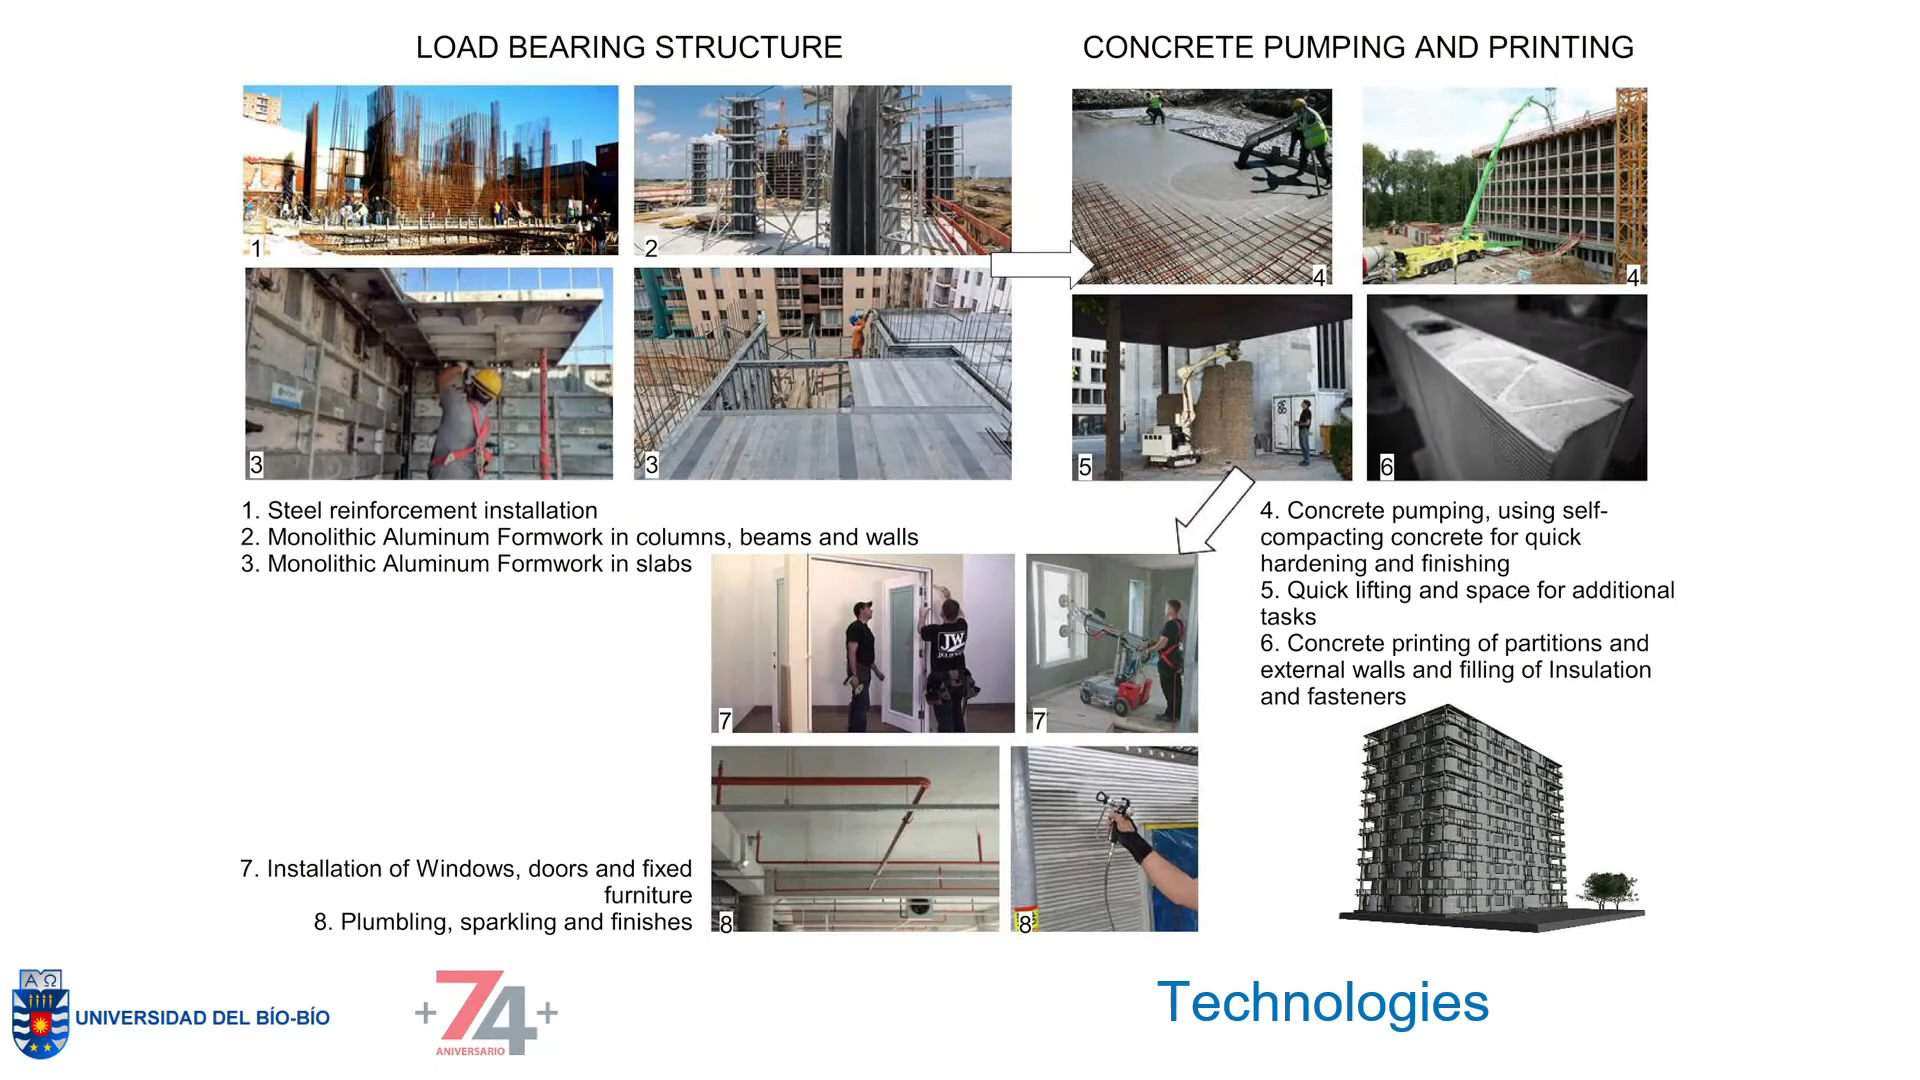 LOAD BEARING STRUCTURE
CONCRETE PUMPING AND PRINTING
1
2
4
4
3
3
5
6
1. Steel reinforcement installation
2. Monolithic Aluminum Formwork in columns, beams and walls
3. Monolithic Aluminum Formwork in slabs
4. Concrete pumping, using self-
compacting concrete for quick
hardening and finishing
5. Quick lifting and space for additional
tasks
6. Concrete printing of partitions and
external walls and filling of Insulation
and fasteners
JW
7
7
7. Installation of Windows, doors and fixed
furniture
8. Plumbling, sparkling and finishes
8
8
ΑΩ
UNIVERSIDAD DEL BÍO-BÍO
+74+
ANIVERSARIO
Technologies